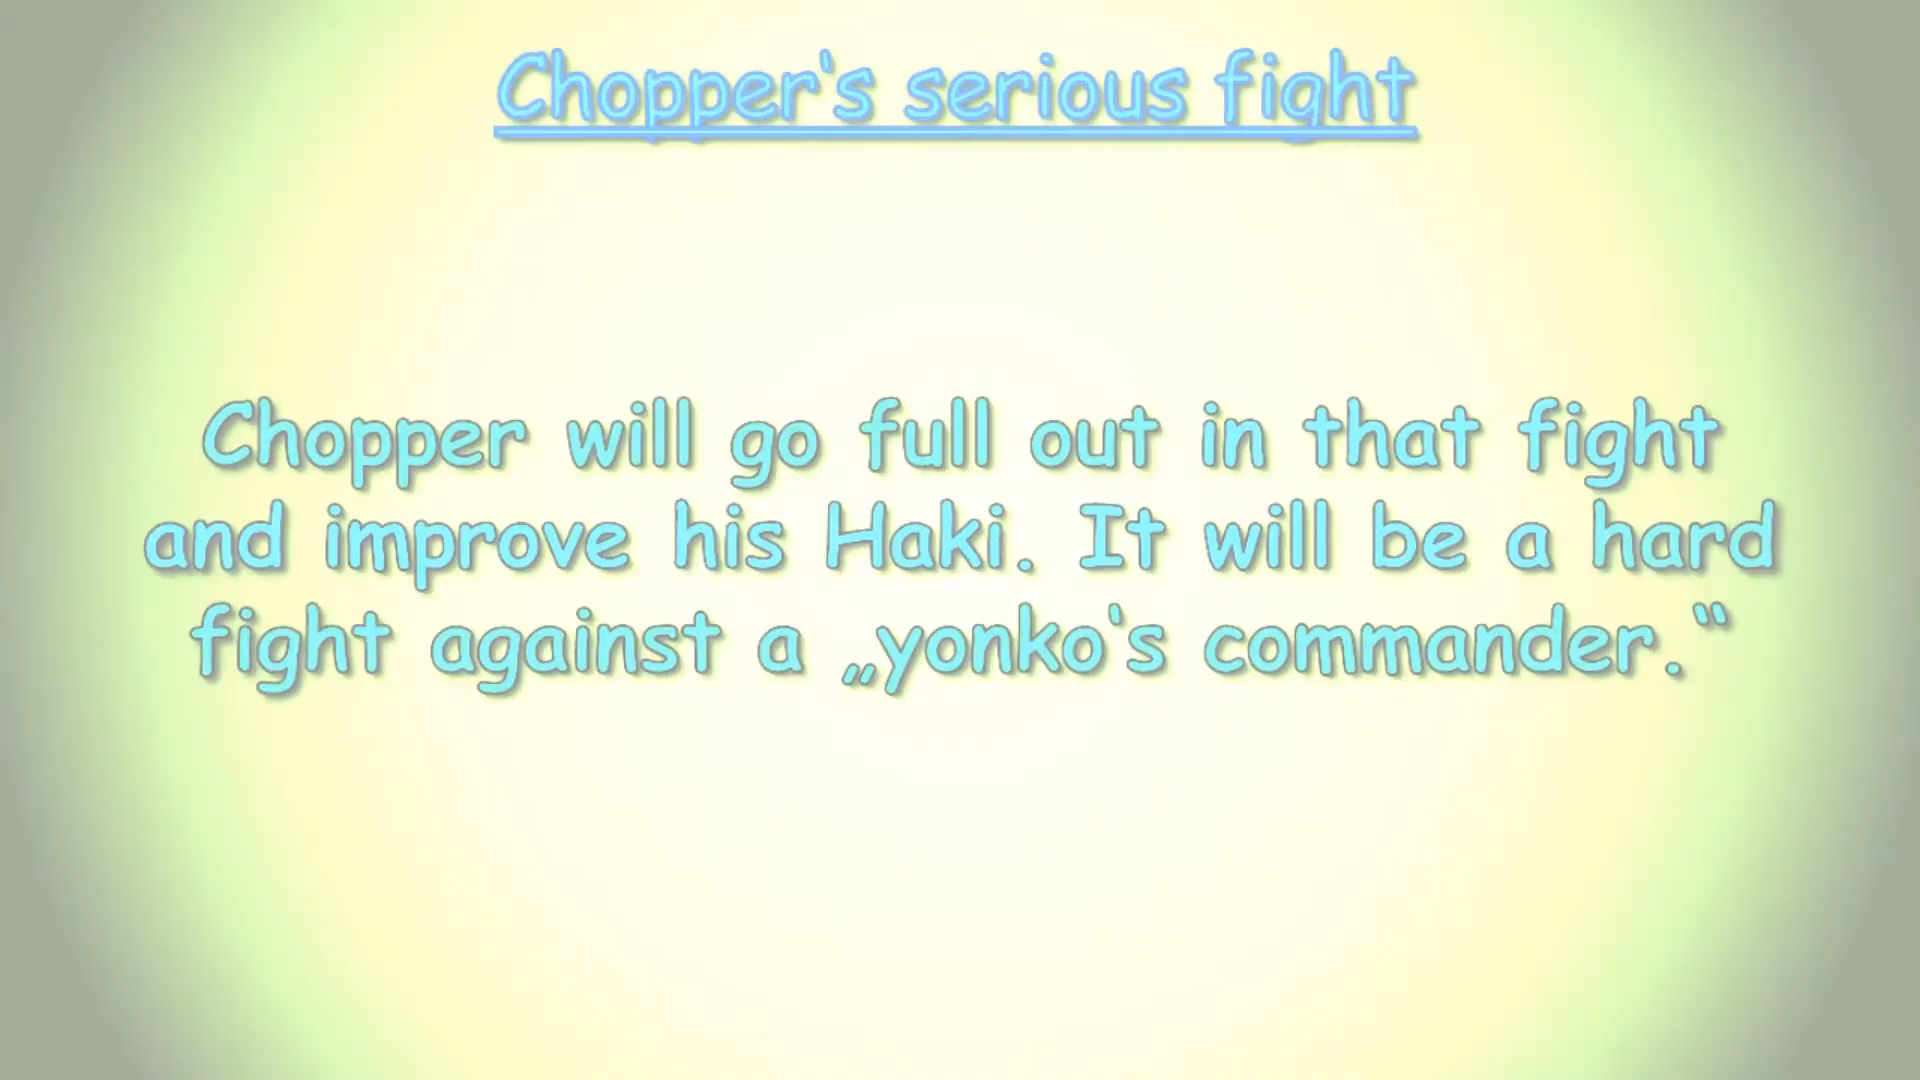 Chopper‘s serious fight
Chopper will go full out in that fight
and improve his Haki. It will be a hard
fight against a „yonko‘s commander.“